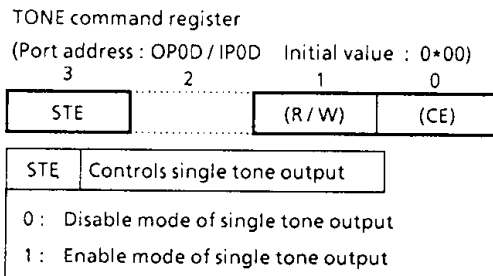 TONE command register
(Port address : OP0D / IP0D Initial value : 0*00)
3 2 1 0
STE (R / W) (CE)
STE Controls single tone output
0 : Disable mode of single tone output
1 : Enable mode of single tone output